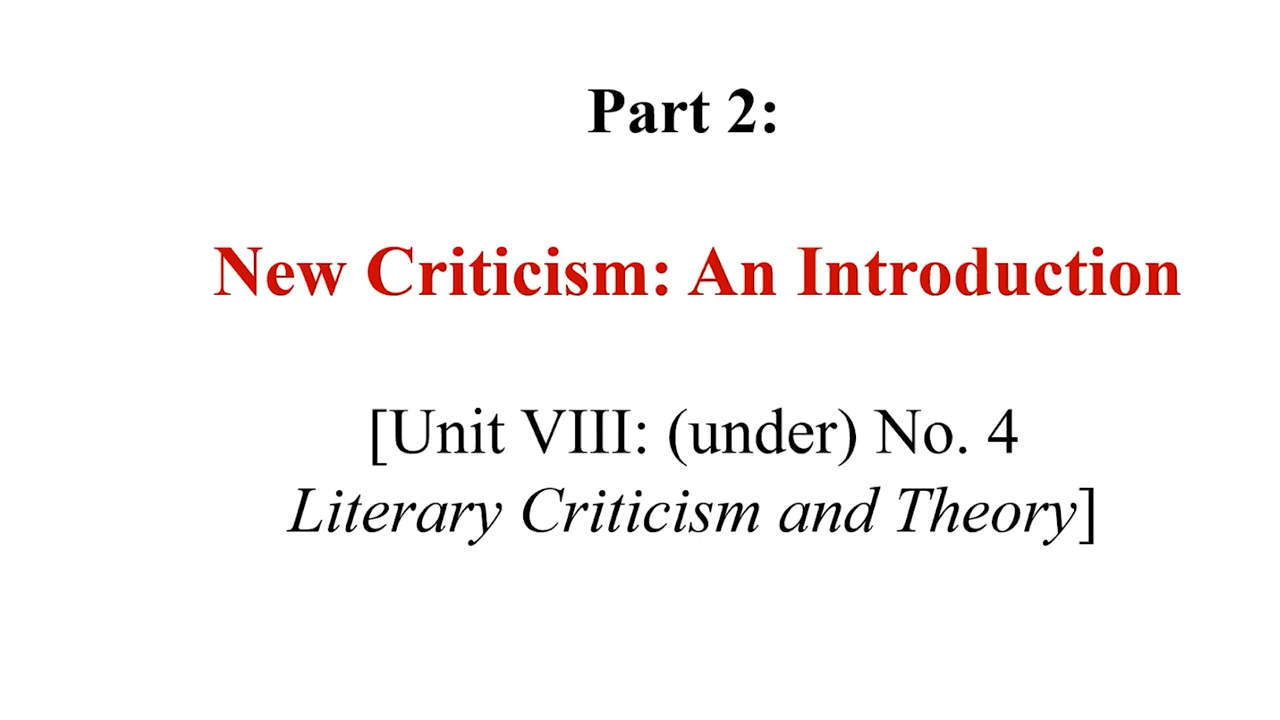 Part 2:
New Criticism: An Introduction
[Unit VIII: (under) No. 4
Literary Criticism and Theory]